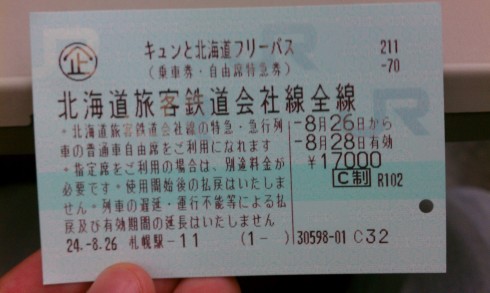 企 キュンと北海道フリーパス 211
(乗車券・自由席特急券) -70
北海道旅客鉄道会社線全線
・北海道旅客鉄道会社線の特急・急行列 -8月26日から
車の普通車自由席をご利用になれます -8月28日有効
・指定席をご利用の場合は、別途料金が ¥17000
必要です・使用開始後の払戻はいたしま C制 R102
せん・列車の遅延・運行不能等による払
戻及び有効期間の延長はいたしません
24.-8.26 札幌駅-11 (1-) 30598-01 C32